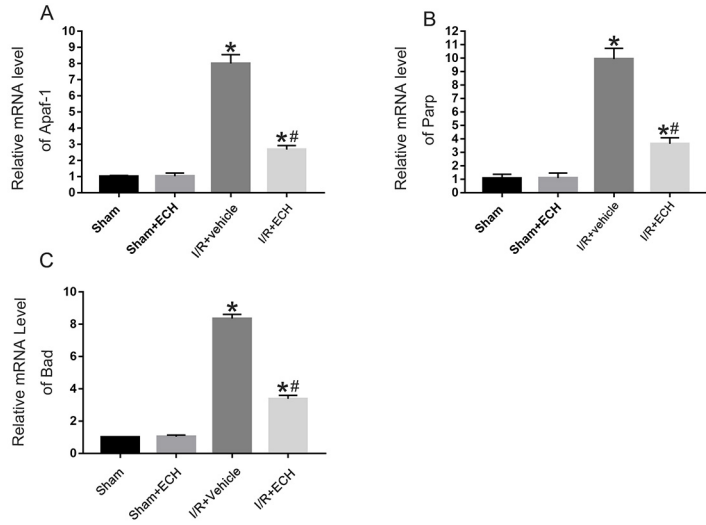 A
Relative mRNA level
of Apaf-1
10
9
8
7
6
5
4
3
2
1
0
*
*#
Sham
Sham+ECH
I/R+vehicle
I/R+ECH
B
Relative mRNA level
of Parp
12
11
10
9
8
7
6
5
4
3
2
1
0
*
*#
Sham
Sham+ECH
I/R+vehicle
I/R+ECH
C
Relative mRNA Level
of Bad
10
8
6
4
2
0
*
*#
Sham
Sham+ECH
I/R+Vehicle
I/R+ECH